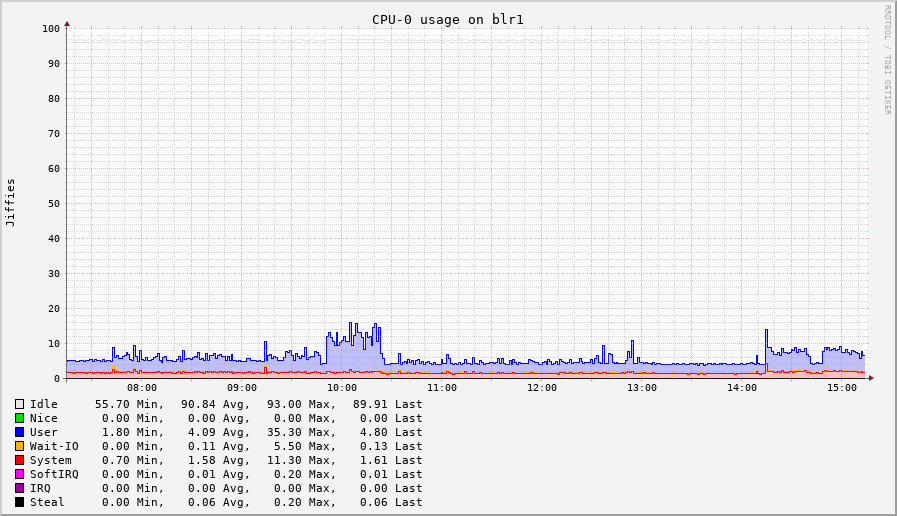 CPU-0 usage on blr1
RRDTOOL / TOBI OETIKER
Jiffies
100
90
80
70
60
50
40
30
20
10
0
08:00 09:00 10:00 11:00 12:00 13:00 14:00 15:00
Idle 55.70 Min, 90.84 Avg, 93.00 Max, 89.91 Last
Nice 0.00 Min, 0.00 Avg, 0.00 Max, 0.00 Last
User 1.80 Min, 4.09 Avg, 35.30 Max, 4.80 Last
Wait-IO 0.00 Min, 0.11 Avg, 5.50 Max, 0.13 Last
System 0.70 Min, 1.58 Avg, 11.30 Max, 1.61 Last
SoftIRQ 0.00 Min, 0.01 Avg, 0.20 Max, 0.01 Last
IRQ 0.00 Min, 0.00 Avg, 0.00 Max, 0.00 Last
Steal 0.00 Min, 0.06 Avg, 0.20 Max, 0.06 Last